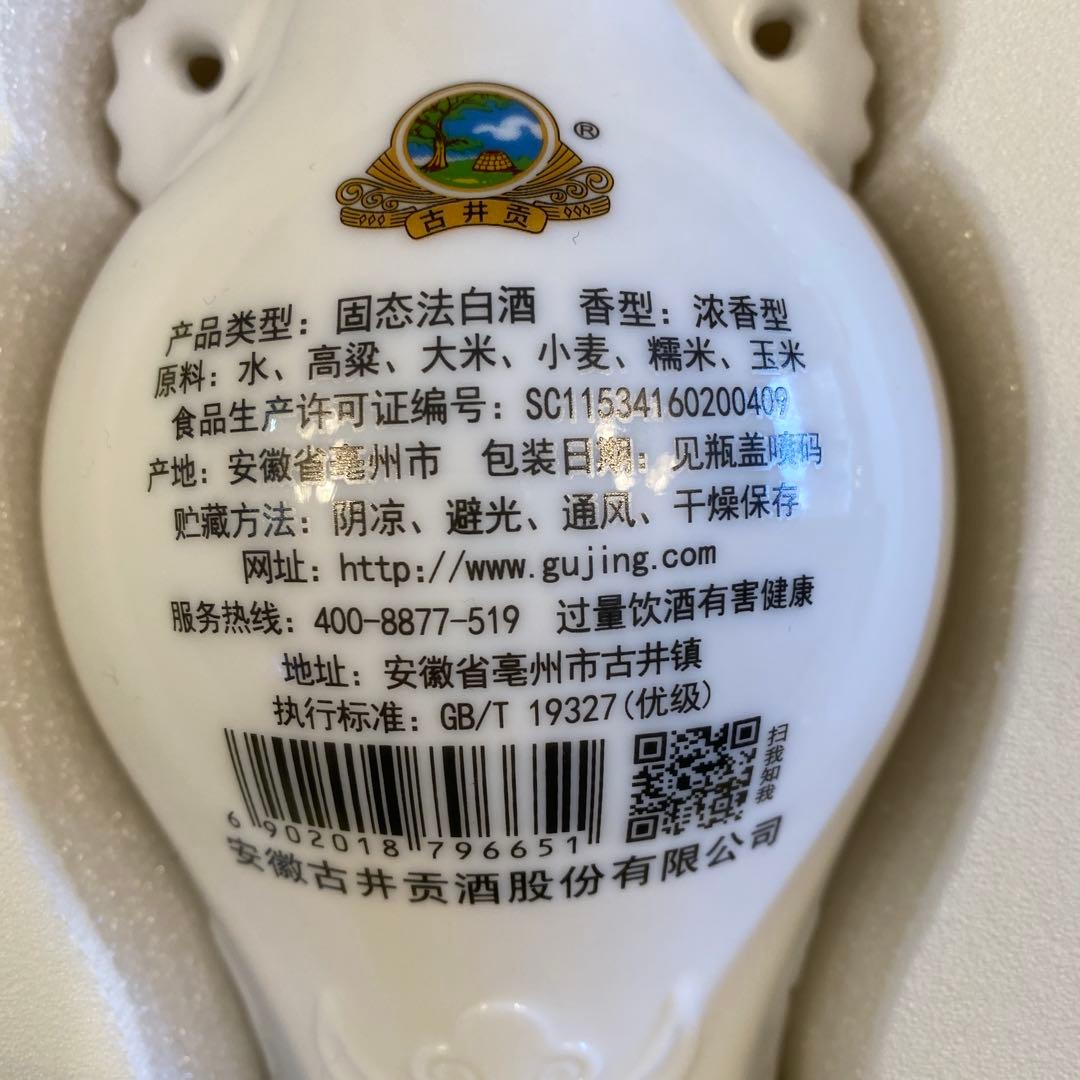 ®
古井贡
产品类型：固态法白酒 香型：浓香型
原料：水、高粱、大米、小麦、糯米、玉米
食品生产许可证编号：SC11534160200409
产地：安徽省亳州市 包装日期：见瓶盖喷码
贮藏方法：阴凉、避光、通风、干燥保存
网址：http://www.gujing.com
服务热线：400-8877-519 过量饮酒有害健康
地址：安徽省亳州市古井镇
执行标准：GB/T 19327(优级)
扫我知我
6 902018 796651
安徽古井贡酒股份有限公司